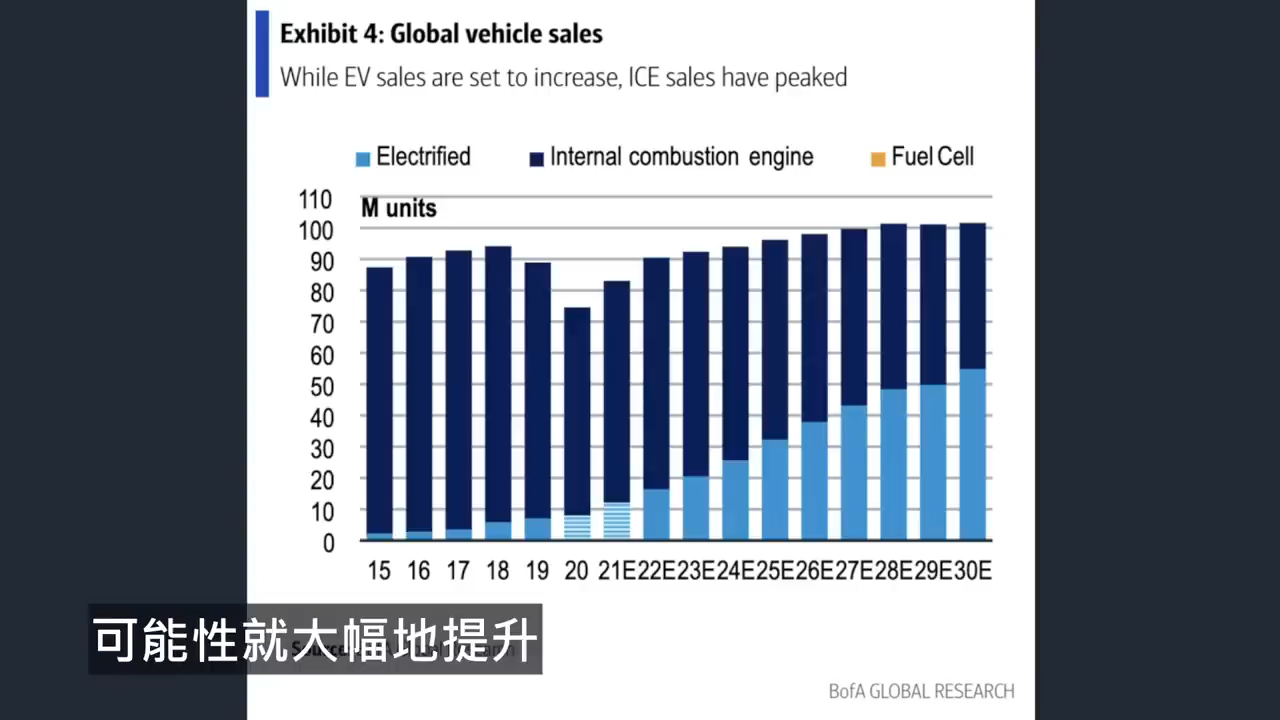 Exhibit 4: Global vehicle sales
While EV sales are set to increase, ICE sales have peaked
Electrified Internal combustion engine Fuel Cell
110
M units
100
90
80
70
60
50
40
30
20
10
0
15 16 17 18 19 20 21E 22E 23E 24E 25E 26E 27E 28E 29E 30E
可能性就大幅地提升
BofA GLOBAL RESEARCH